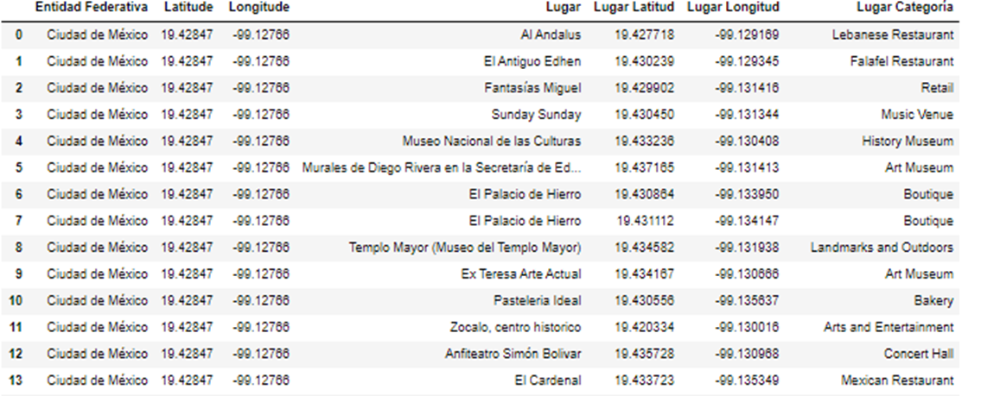 Entidad Federativa Latitude Longitude Lugar Lugar Latitud Lugar Longitud Lugar Categoría
0 Ciudad de México 19.42847 -99.12766 Al Andalus 19.427718 -99.129169 Lebanese Restaurant
1 Ciudad de México 19.42847 -99.12766 El Antiguo Edhen 19.430239 -99.129345 Falafel Restaurant
2 Ciudad de México 19.42847 -99.12766 Fantasías Miguel 19.429902 -99.131416 Retail
3 Ciudad de México 19.42847 -99.12766 Sunday Sunday 19.430450 -99.131344 Music Venue
4 Ciudad de México 19.42847 -99.12766 Museo Nacional de las Culturas 19.433236 -99.130408 History Museum
5 Ciudad de México 19.42847 -99.12766 Murales de Diego Rivera en la Secretaría de Ed... 19.437165 -99.131413 Art Museum
6 Ciudad de México 19.42847 -99.12766 El Palacio de Hierro 19.430864 -99.133950 Boutique
7 Ciudad de México 19.42847 -99.12766 El Palacio de Hierro 19.431112 -99.134147 Boutique
8 Ciudad de México 19.42847 -99.12766 Templo Mayor (Museo del Templo Mayor) 19.434582 -99.131938 Landmarks and Outdoors
9 Ciudad de México 19.42847 -99.12766 Ex Teresa Arte Actual 19.434167 -99.130666 Art Museum
10 Ciudad de México 19.42847 -99.12766 Pasteleria Ideal 19.430556 -99.135637 Bakery
11 Ciudad de México 19.42847 -99.12766 Zocalo, centro historico 19.420334 -99.130016 Arts and Entertainment
12 Ciudad de México 19.42847 -99.12766 Anfiteatro Simón Bolivar 19.435728 -99.130968 Concert Hall
13 Ciudad de México 19.42847 -99.12766 El Cardenal 19.433723 -99.135349 Mexican Restaurant